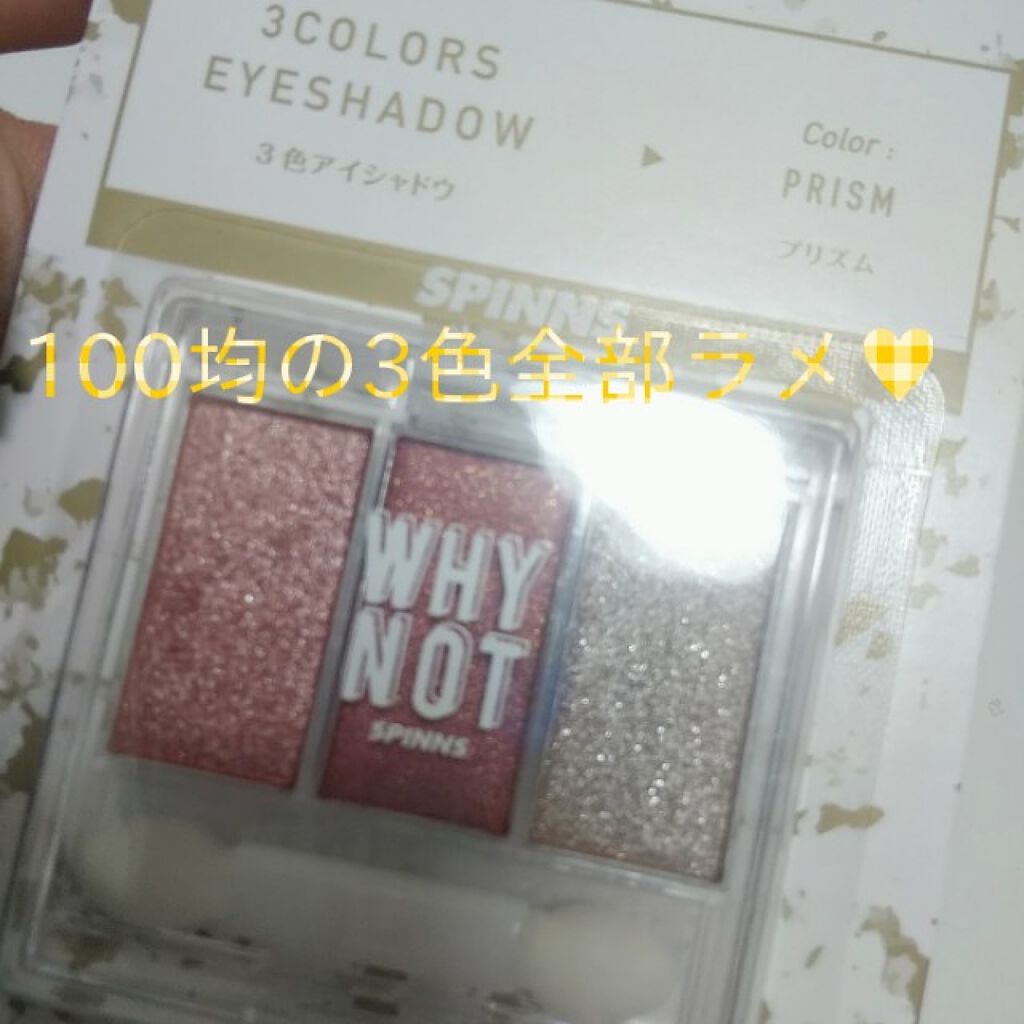 3COLORS
EYESHADOW
3色アイシャドウ
Color :
PRISM
プリズム
SPINNS
100均の3色全部ラメ💛
WHY
NOT
SPINNS